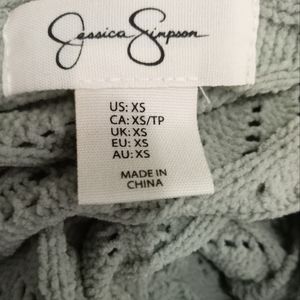 Jessica Simpson
US: XS
CA: XS/TP
UK: XS
EU: XS
AU: XS
MADE IN
CHINA